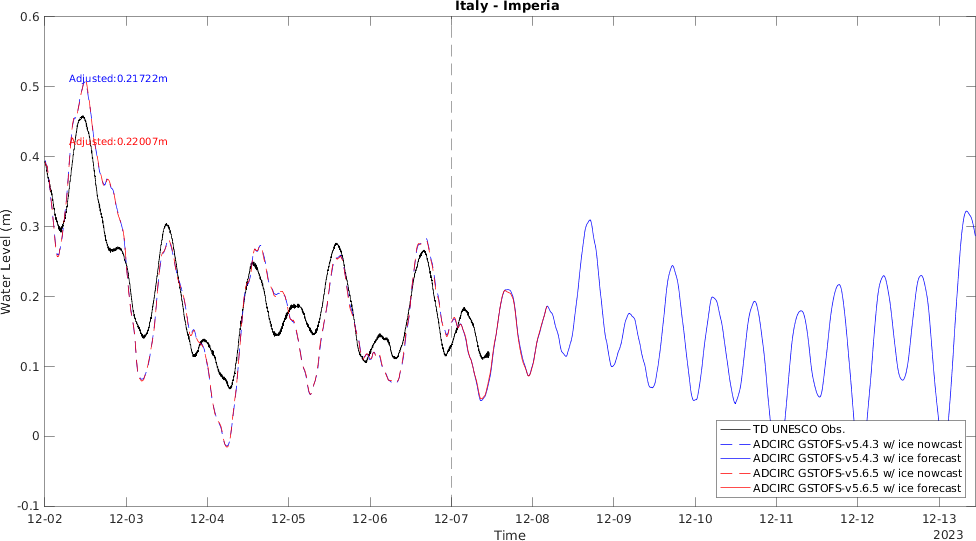 Italy - Imperia
0.6
0.5
0.4
0.3
0.2
0.1
0
-0.1
Water Level (m)
Adjusted:0.21722m
Adjusted:0.22007m
TD UNESCO Obs.
ADCIRC GSTOFS-v5.4.3 w/ ice nowcast
ADCIRC GSTOFS-v5.4.3 w/ ice forecast
ADCIRC GSTOFS-v5.6.5 w/ ice nowcast
ADCIRC GSTOFS-v5.6.5 w/ ice forecast
12-02 12-03 12-04 12-05 12-06 12-07 12-08 12-09 12-10 12-11 12-12 12-13
Time
2023